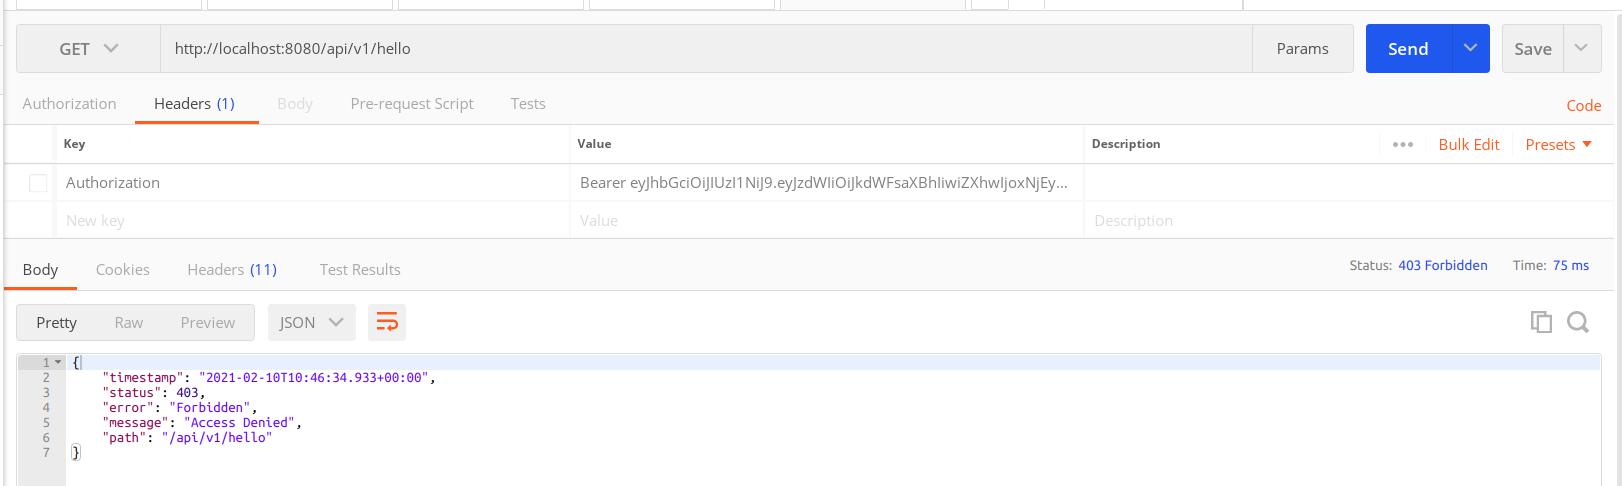 GET http://localhost:8080/api/v1/hello Params Send Save
Authorization Headers (1) Body Pre-request Script Tests Code
Key Value Description ••• Bulk Edit Presets
Authorization Bearer eyJhbGciOiJIUzI1NiJ9.eyJzdWIiOiJkdWFsaXBhIiwiZXhwIjoxNjEy...
New key Value Description
Body Cookies Headers (11) Test Results Status: 403 Forbidden Time: 75 ms
Pretty Raw Preview JSON
1 {
2 "timestamp": "2021-02-10T10:46:34.933+00:00",
3 "status": 403,
4 "error": "Forbidden",
5 "message": "Access Denied",
6 "path": "/api/v1/hello"
7 }